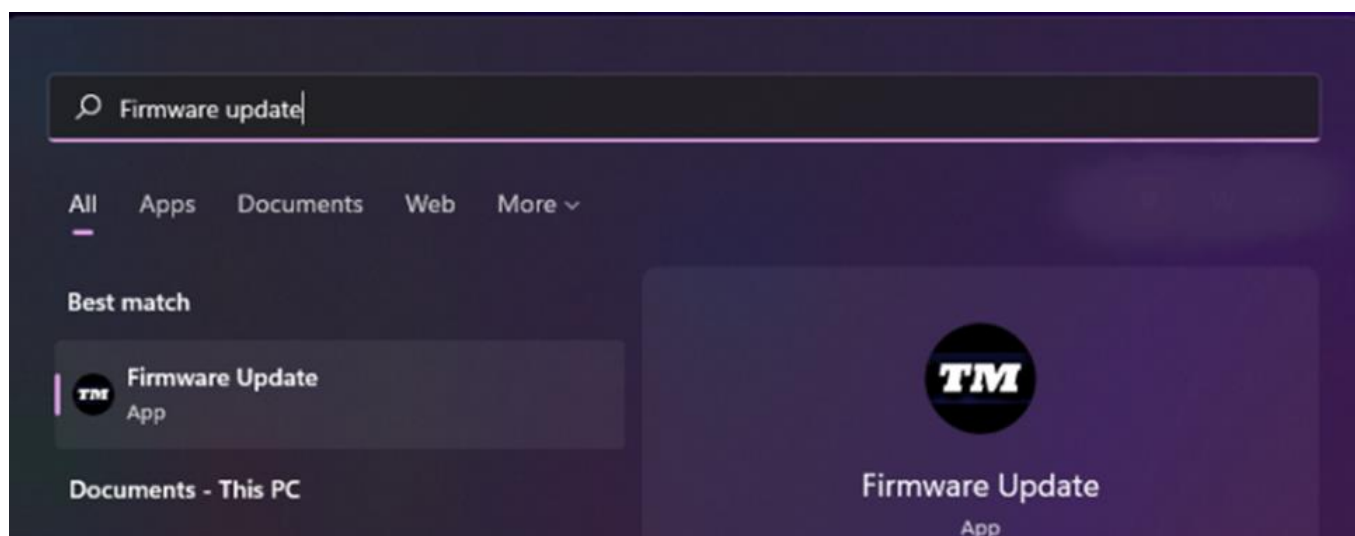 Firmware update
All Apps Documents Web More
Best match
Firmware Update
TM
App
Documents - This PC
TM
Firmware Update
App